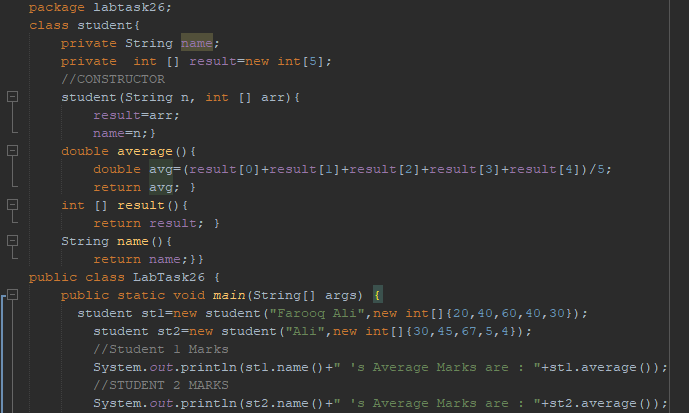 package labtask26;
class student{
private String name;
private  int [] result=new int[5];
//CONSTRUCTOR
student(String n, int [] arr){
result=arr;
name=n;}
double average(){
double avg=(result[0]+result[1]+result[2]+result[3]+result[4])/5;
return avg; }
int [] result(){
return result; }
String name(){
return name;}}
public class LabTask26 {
public static void main(String[] args) {
student st1=new student("Farooq Ali",new int[]{20,40,60,40,30});
student st2=new student("Ali",new int[]{30,45,67,5,4});
//Student 1 Marks
System.out.println(st1.name()+" 's Average Marks are : "+st1.average());
//STUDENT 2 MARKS
System.out.println(st2.name()+" 's Average Marks are : "+st2.average());